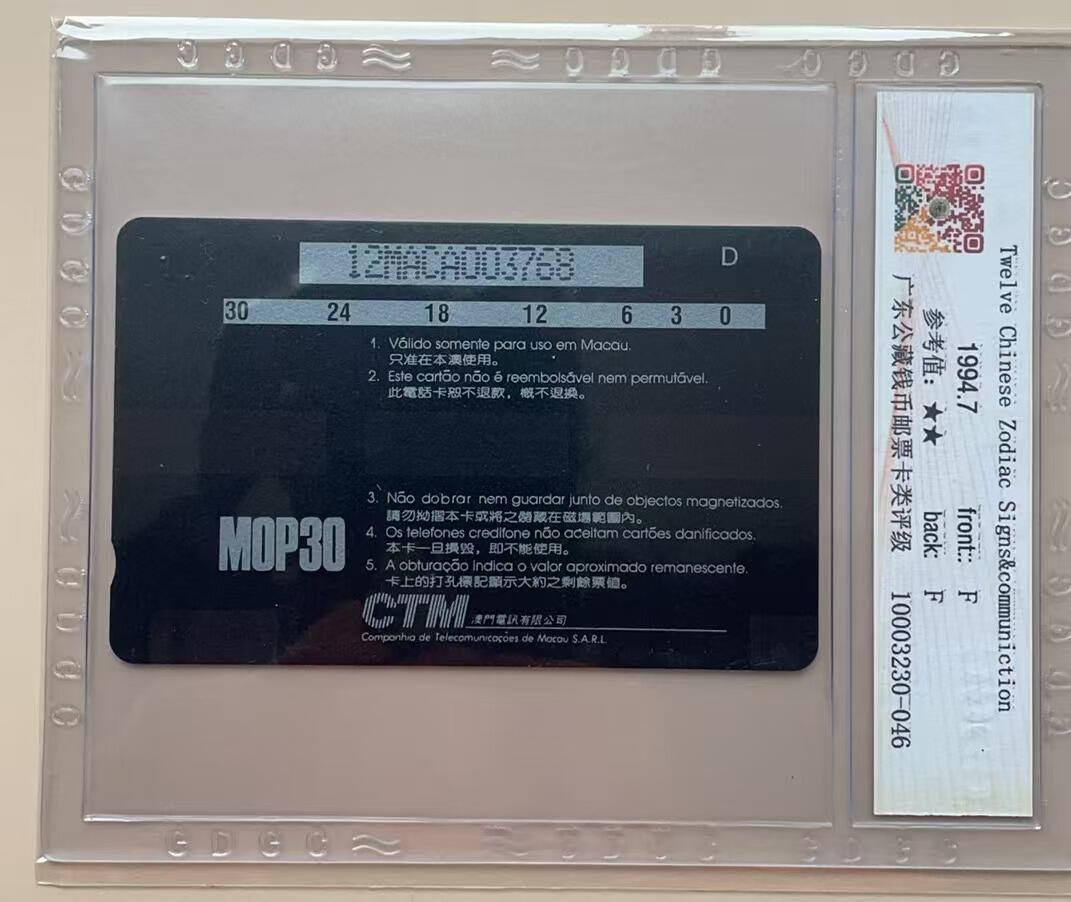 12MACA003768
D
30 24 18 12 6 3 0
1. Válido somente para uso em Macau.
只准在本澳使用。
2. Este cartão não é reembolsável nem permutável.
此電話卡恕不退款，概不退換。
3. Não dobrar nem guardar junto de objectos magnetizados.
請勿拗摺本卡或將之儲藏在磁場範圍內。
4. Os telefones credifone não aceitam cartões danificados.
本卡一旦損毀，即不能使用。
5. A obturação indica o valor aproximado remanescente.
卡上的打孔標記顯示大約之剩餘票值。
MOP30
CTM 澳門電訊有限公司
Companhia de Telecomunicações de Macau S.A.R.L.
Twelve Chinese Zodiac Signs&communiction
1994.7 front:: F
参考值: ★★ back: F
广东公藏钱币邮票卡类评级 10003230-046
G D G C